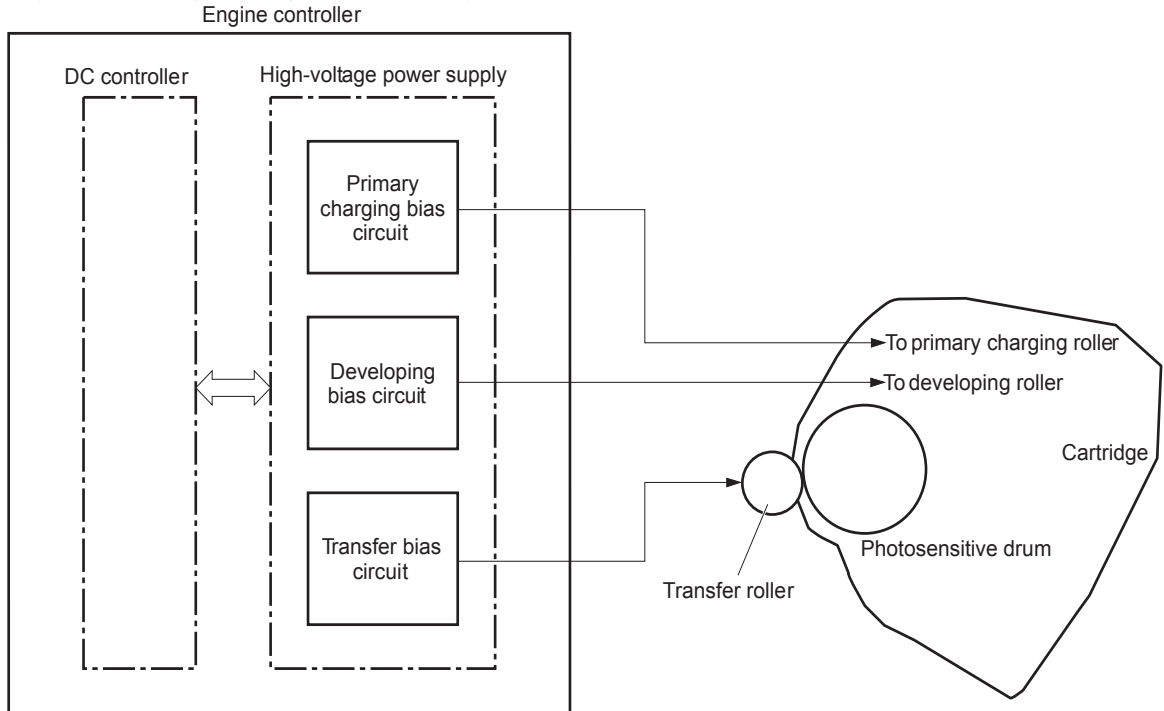 Engine controller
DC controller
High-voltage power supply
Primary
charging bias
circuit
Developing
bias circuit
Transfer bias
circuit
To primary charging roller
To developing roller
Cartridge
Photosensitive drum
Transfer roller